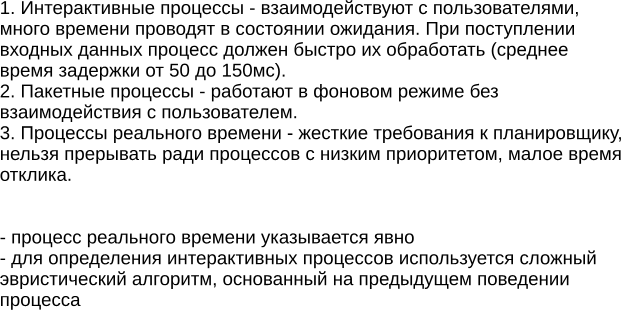 1. Интерактивные процессы - взаимодействуют с пользователями,
много времени проводят в состоянии ожидания. При поступлении
входных данных процесс должен быстро их обработать (среднее
время задержки от 50 до 150мс).
2. Пакетные процессы - работают в фоновом режиме без
взаимодействия с пользователем.
3. Процессы реального времени - жесткие требования к планировщику,
нельзя прерывать ради процессов с низким приоритетом, малое время
отклика.
- процесс реального времени указывается явно
- для определения интерактивных процессов используется сложный
эвристический алгоритм, основанный на предыдущем поведении
процесса